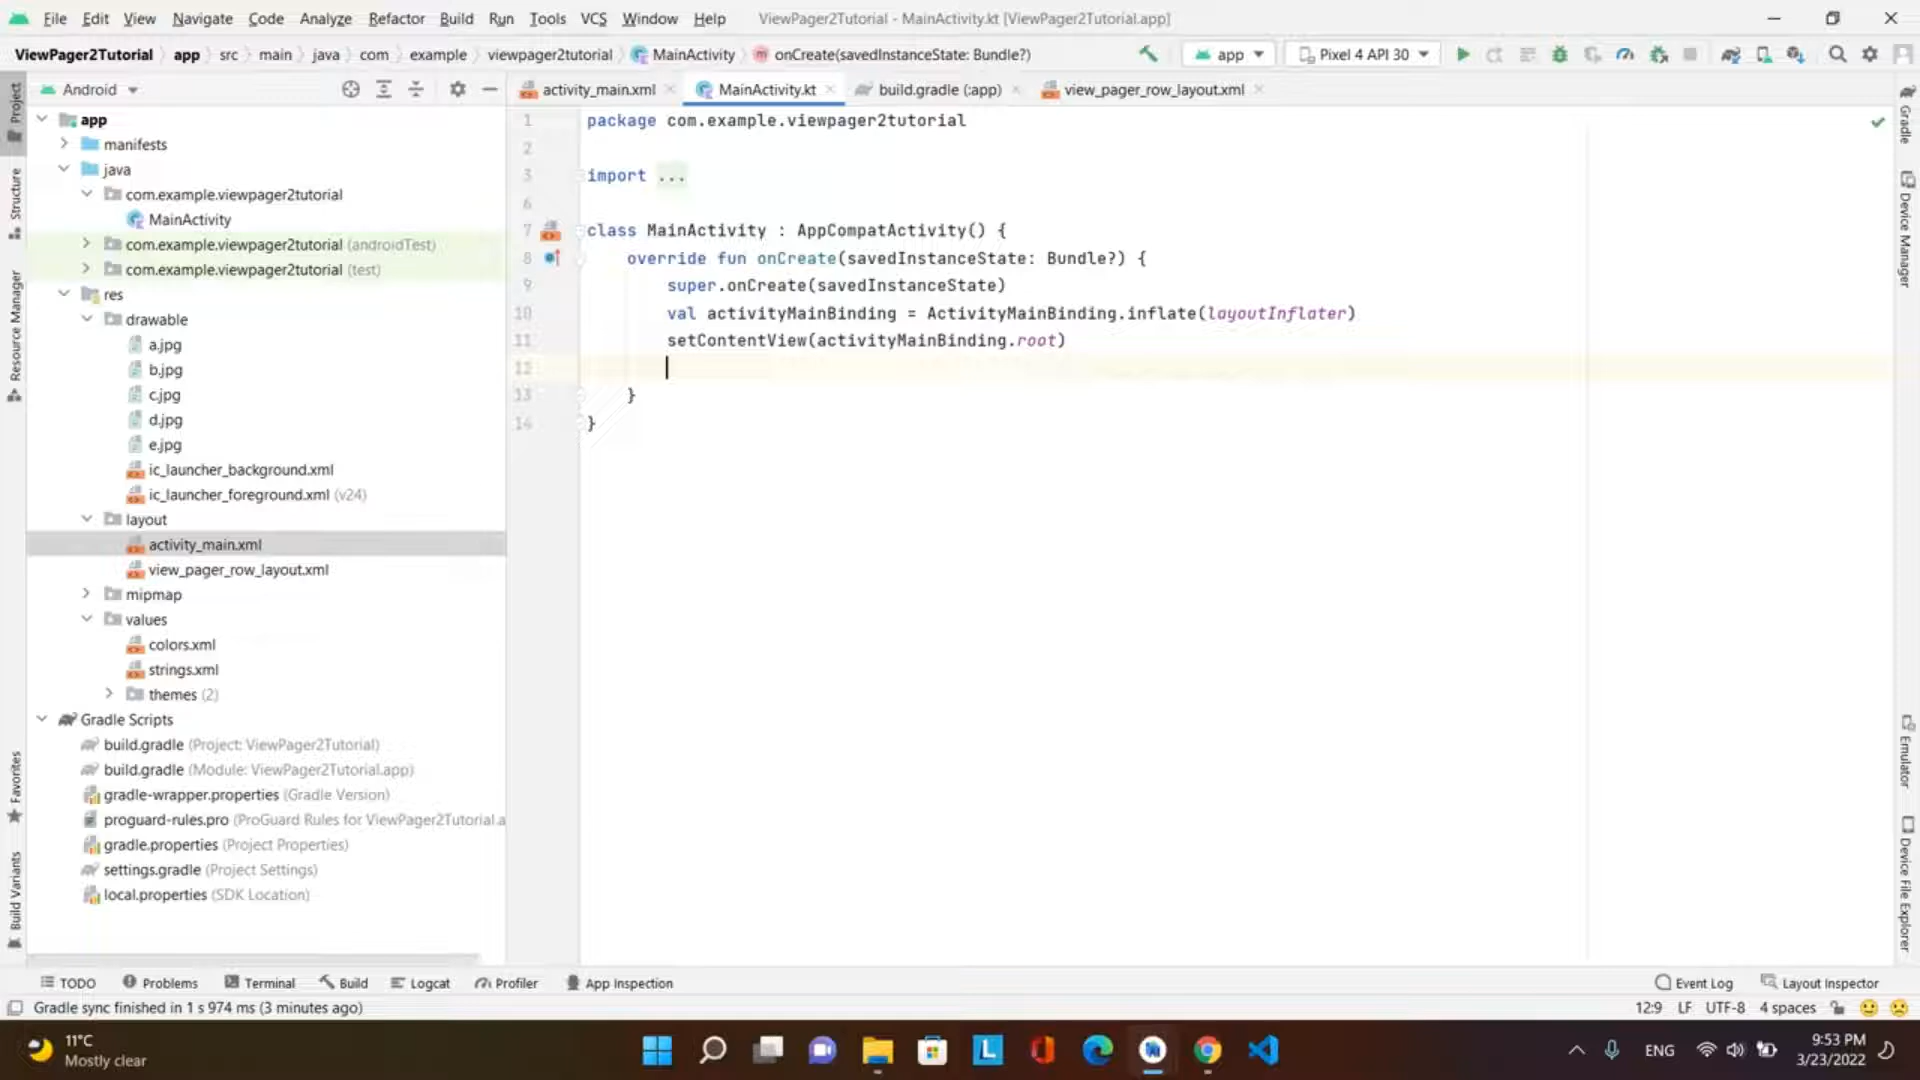 File Edit View Navigate Code Analyze Refactor Build Run Tools VCS Window Help ViewPager2Tutorial - MainActivity.kt [ViewPager2Tutorial.app]
ViewPager2Tutorial app src main java com example viewpager2tutorial MainActivity onCreate(savedInstanceState: Bundle?) app Pixel 4 API 30
Android activity_main.xml MainActivity.kt build.gradle (:app) view_pager_row_layout.xml
Project
Structure
Resource Manager
Favorites
Build Variants
app
manifests
java
com.example.viewpager2tutorial
MainActivity
com.example.viewpager2tutorial (androidTest)
com.example.viewpager2tutorial (test)
res
drawable
a.jpg
b.jpg
c.jpg
d.jpg
e.jpg
ic_launcher_background.xml
ic_launcher_foreground.xml (v24)
layout
activity_main.xml
view_pager_row_layout.xml
mipmap
values
colors.xml
strings.xml
themes (2)
Gradle Scripts
build.gradle (Project: ViewPager2Tutorial)
build.gradle (Module: ViewPager2Tutorial.app)
gradle-wrapper.properties (Gradle Version)
proguard-rules.pro (ProGuard Rules for ViewPager2Tutorial.a
gradle.properties (Project Properties)
settings.gradle (Project Settings)
local.properties (SDK Location)
1 package com.example.viewpager2tutorial
2
3 import ...
6
7 class MainActivity : AppCompatActivity() {
8 override fun onCreate(savedInstanceState: Bundle?) {
9 super.onCreate(savedInstanceState)
10 val activityMainBinding = ActivityMainBinding.inflate(layoutInflater)
11 setContentView(activityMainBinding.root)
12
13 }
14 }
Gradle
Device Manager
Emulator
Device File Explorer
TODO Problems Terminal Build Logcat Profiler App Inspection Event Log Layout Inspector
Gradle sync finished in 1 s 974 ms (3 minutes ago) 12:9 LF UTF-8 4 spaces
11°C
Mostly clear
ENG
9:53 PM
3/23/2022